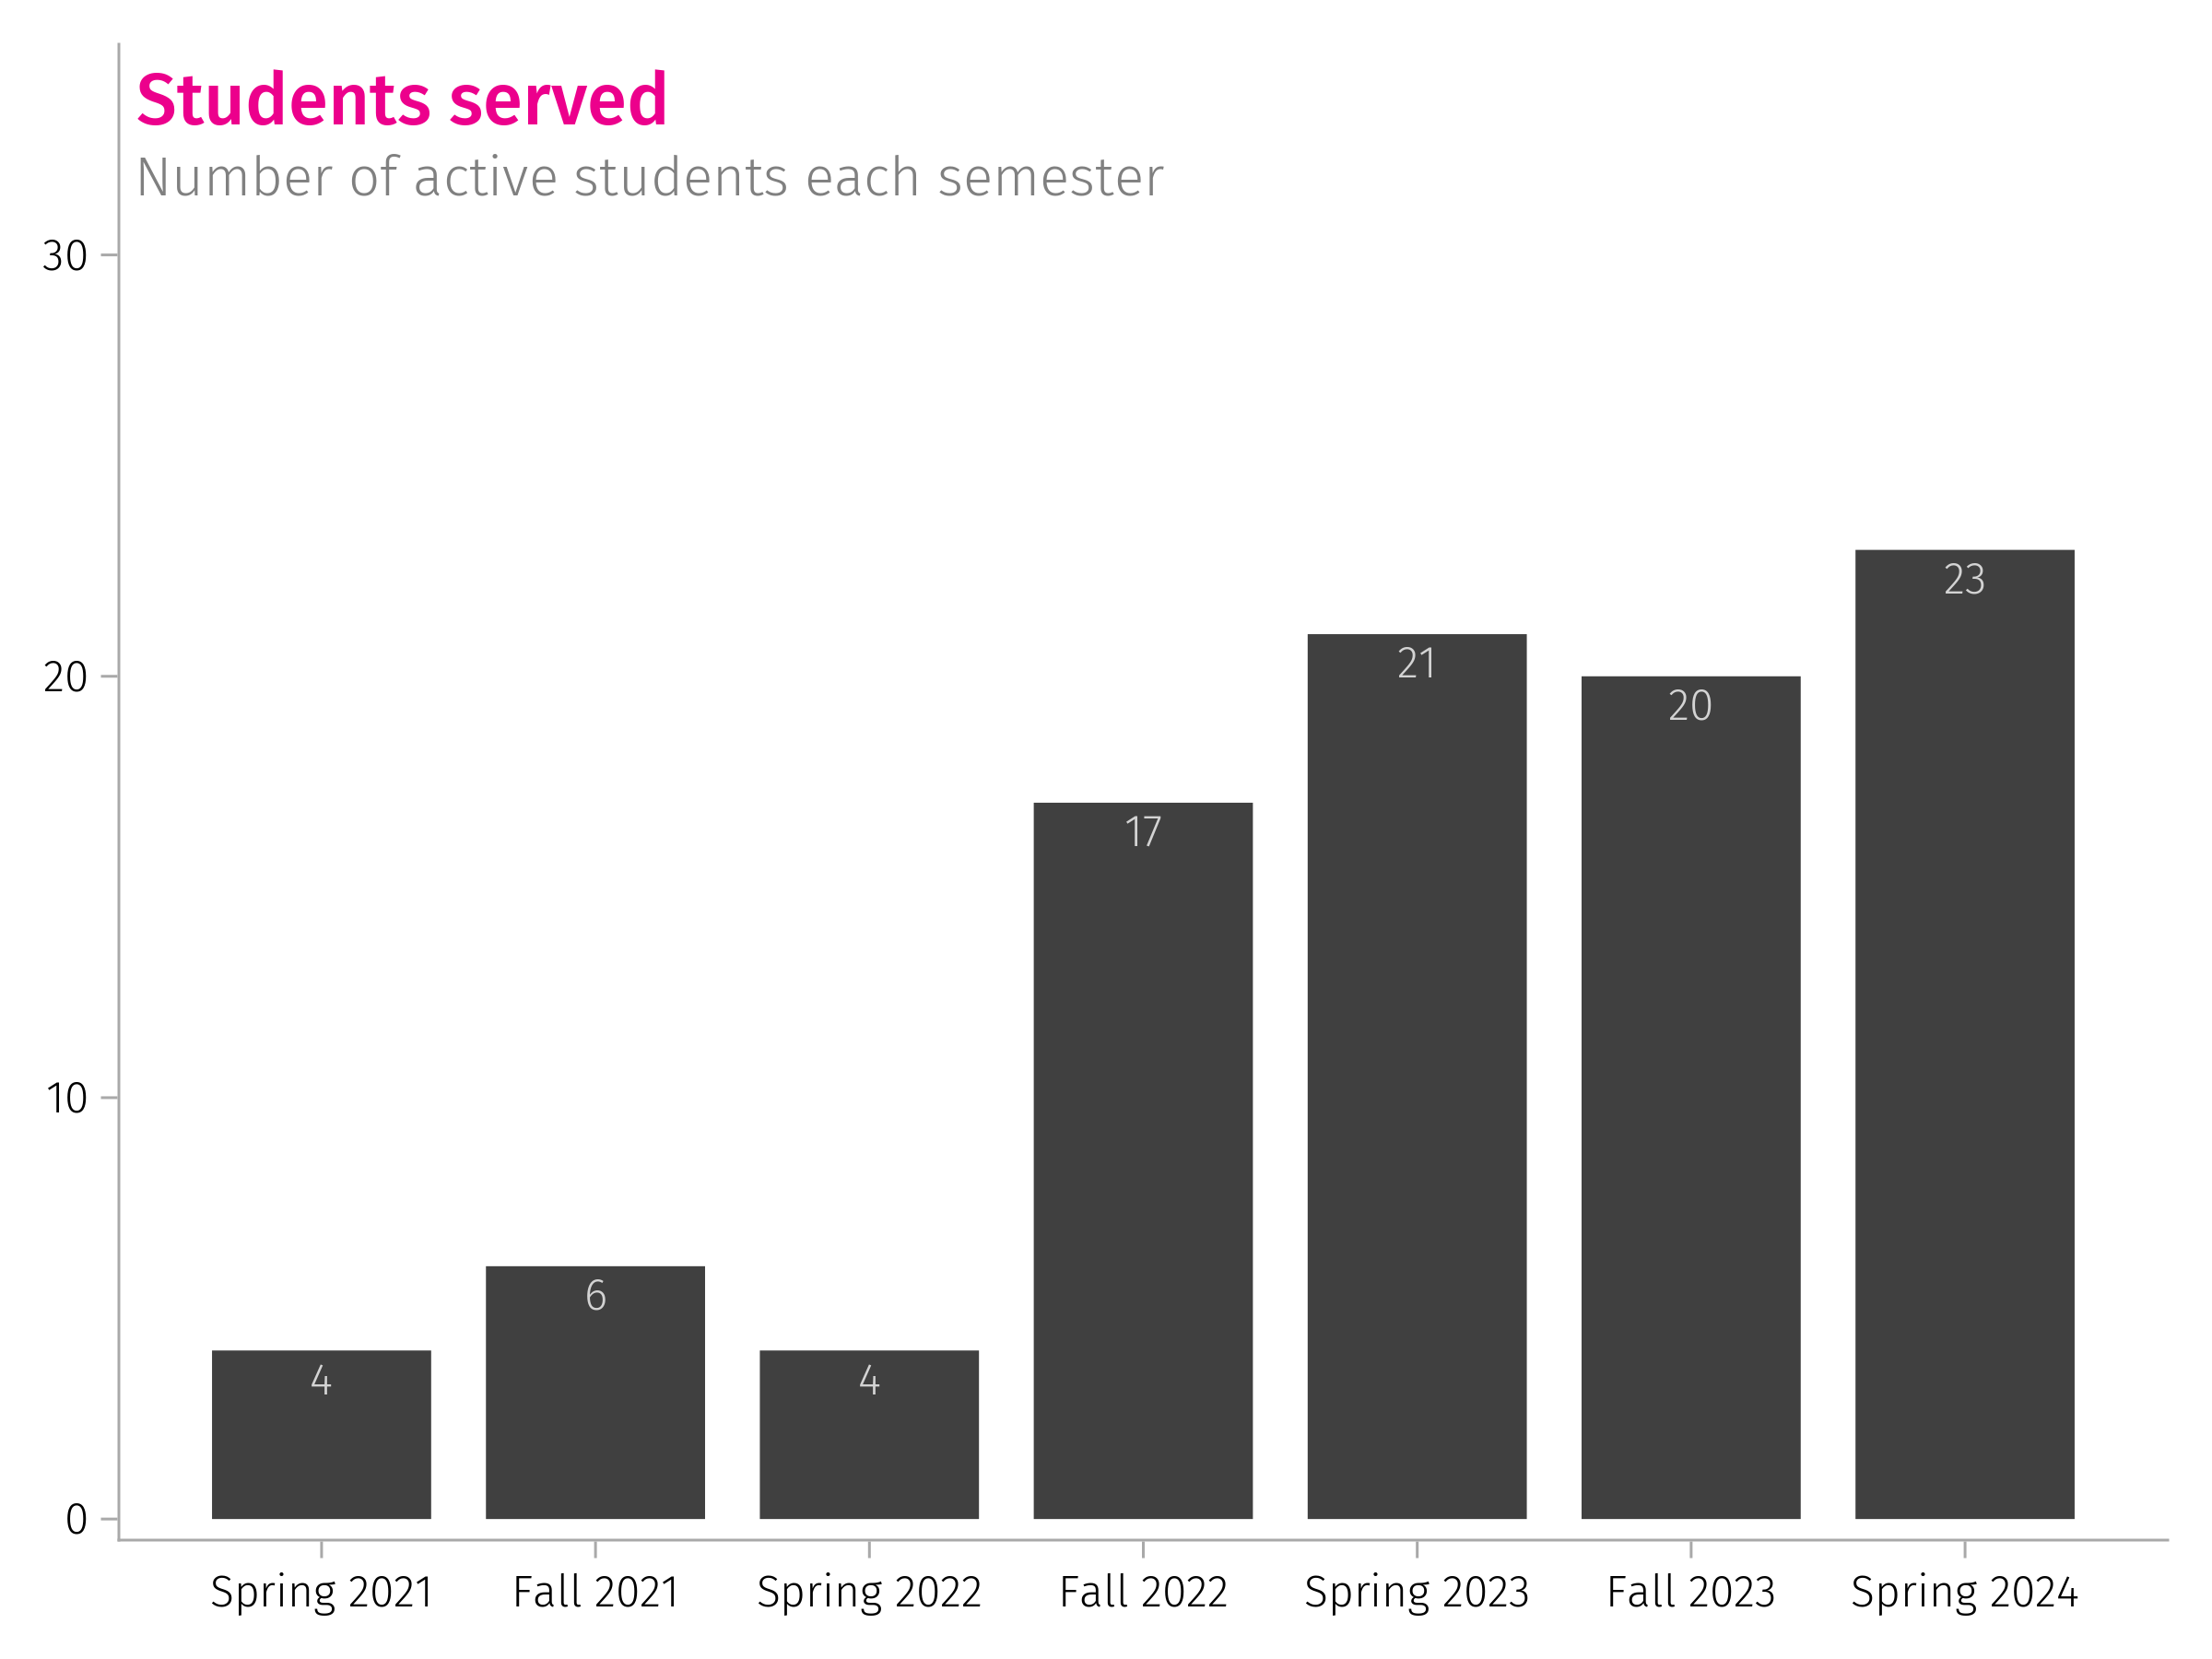 Students served
Number of active students each semester
30
20
10
0
4
6
4
17
21
20
23
Spring 2021
Fall 2021
Spring 2022
Fall 2022
Spring 2023
Fall 2023
Spring 2024